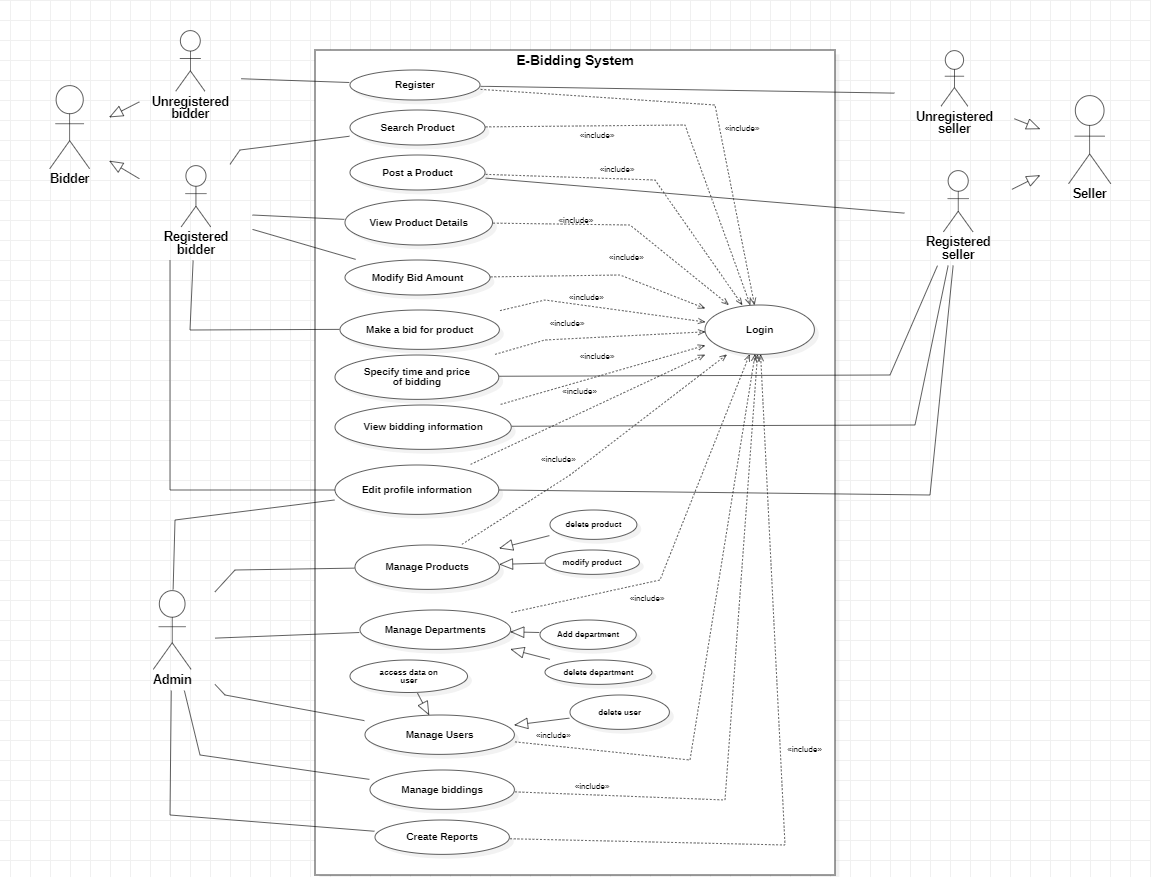 E-Bidding System
Unregistered
bidder
Bidder
Registered
bidder
Unregistered
seller
Seller
Registered
seller
Admin
Register
«include»
Search Product
«include»
Post a Product
«include»
View Product Details
«include»
Modify Bid Amount
«include»
Make a bid for product
«include»
«include»
Login
Specify time and price
of bidding
«include»
View bidding information
«include»
Edit profile information
«include»
Manage Products
delete product
modify product
«include»
Manage Departments
Add department
delete department
access data on
user
Manage Users
delete user
«include»
«include»
Manage biddings
«include»
Create Reports